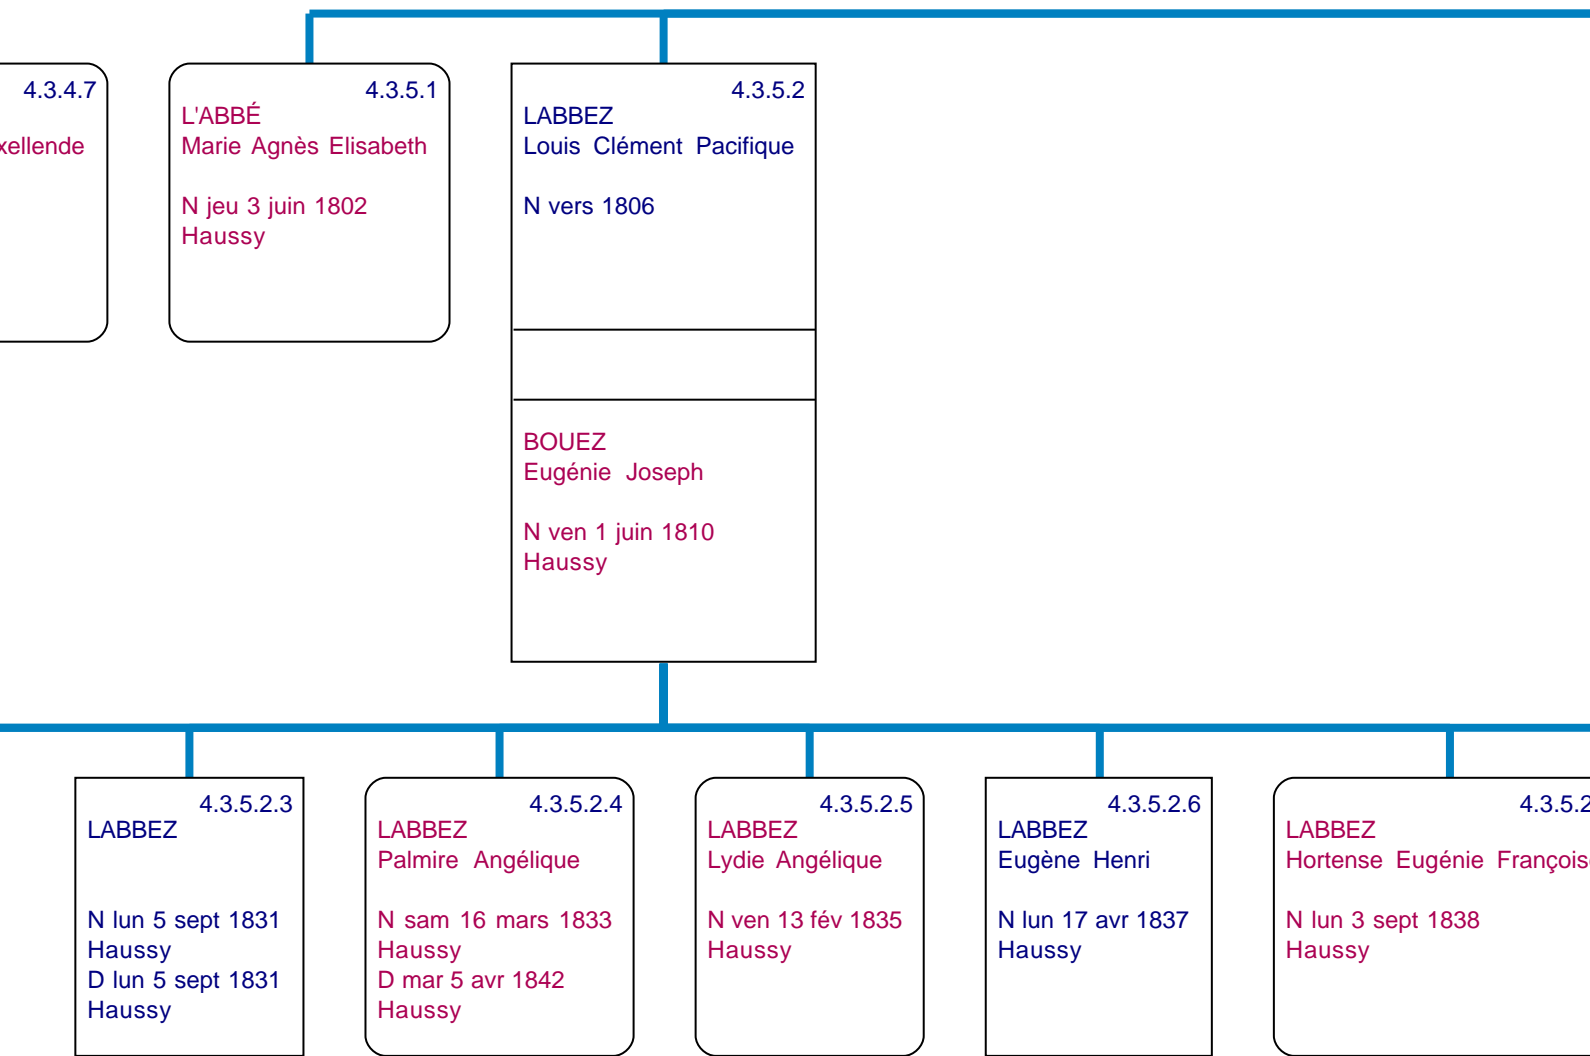 4.3.4.7
4.3.5.1
L'ABBÉ
Marie Agnès Elisabeth
N jeu 3 juin 1802
Haussy
4.3.5.2
LABBEZ
Louis Clément Pacifique
N vers 1806
BOUEZ
Eugénie Joseph
N ven 1 juin 1810
Haussy
4.3.5.2.3
LABBEZ
N lun 5 sept 1831
Haussy
D lun 5 sept 1831
Haussy
4.3.5.2.4
LABBEZ
Palmire Angélique
N sam 16 mars 1833
Haussy
D mar 5 avr 1842
Haussy
4.3.5.2.5
LABBEZ
Lydie Angélique
N ven 13 fév 1835
Haussy
4.3.5.2.6
LABBEZ
Eugène Henri
N lun 17 avr 1837
Haussy
4.3.5.2
LABBEZ
Hortense Eugénie
N lun 3 sept 1838
Haussy